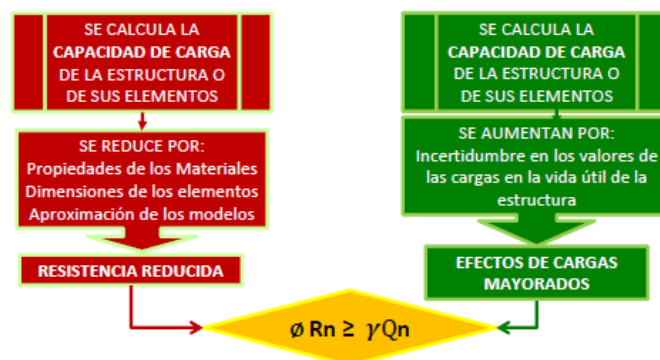 SE CALCULA LA
CAPACIDAD DE CARGA
DE LA ESTRUCTURA O
DE SUS ELEMENTOS
SE REDUCE POR:
Propiedades de los Materiales
Dimensiones de los elementos
Aproximación de los modelos
RESISTENCIA REDUCIDA
SE CALCULA LA
CAPACIDAD DE CARGA
DE LA ESTRUCTURA O
DE SUS ELEMENTOS
SE AUMENTAN POR:
Incertidumbre en los valores de
las cargas en la vida útil de la
estructura
EFECTOS DE CARGAS
MAYORADOS
ø Rn ≥ γQn